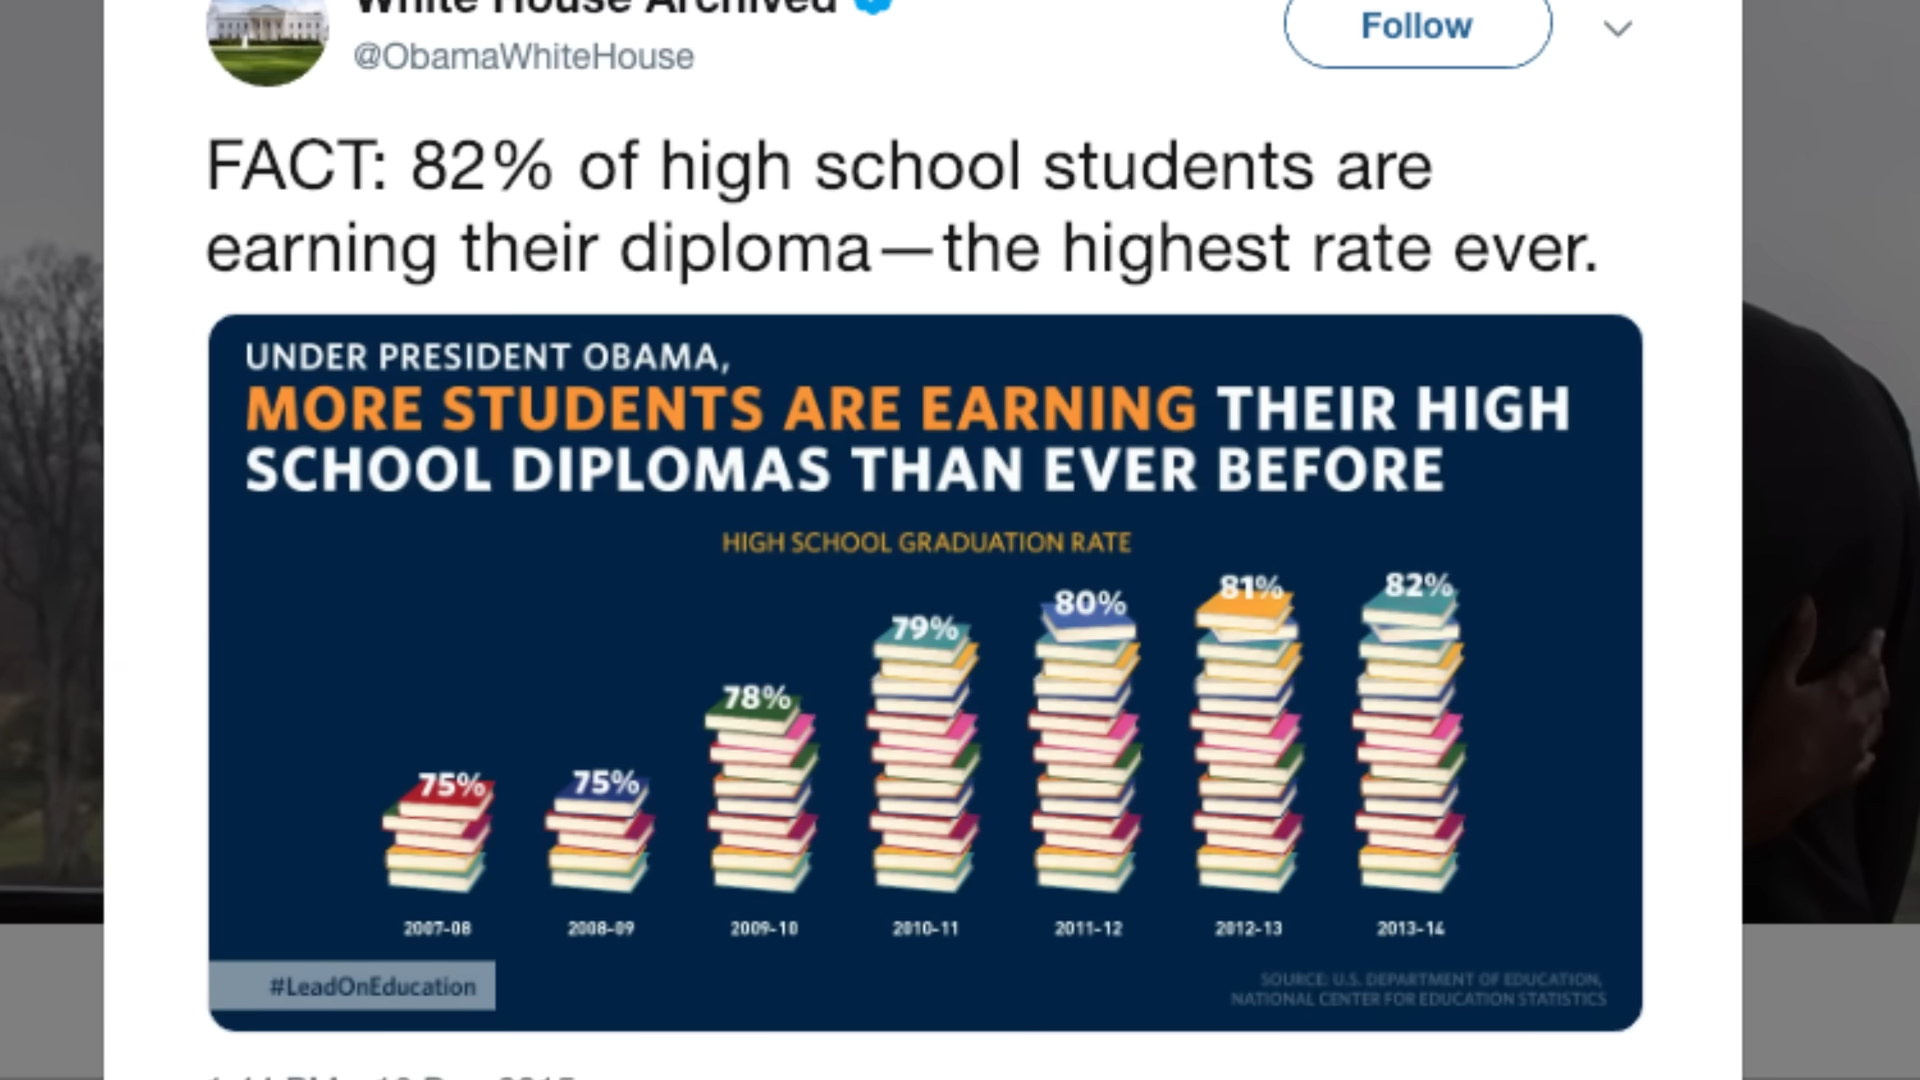 White House Archived
@ObamaWhiteHouse
Follow
FACT: 82% of high school students are
earning their diploma—the highest rate ever.
UNDER PRESIDENT OBAMA,
MORE STUDENTS ARE EARNING THEIR HIGH
SCHOOL DIPLOMAS THAN EVER BEFORE
HIGH SCHOOL GRADUATION RATE
75%
75%
78%
79%
80%
81%
82%
2007-08
2008-09
2009-10
2010-11
2011-12
2012-13
2013-14
#LeadOnEducation
SOURCE: U.S. DEPARTMENT OF EDUCATION,
NATIONAL CENTER FOR EDUCATION STATISTICS